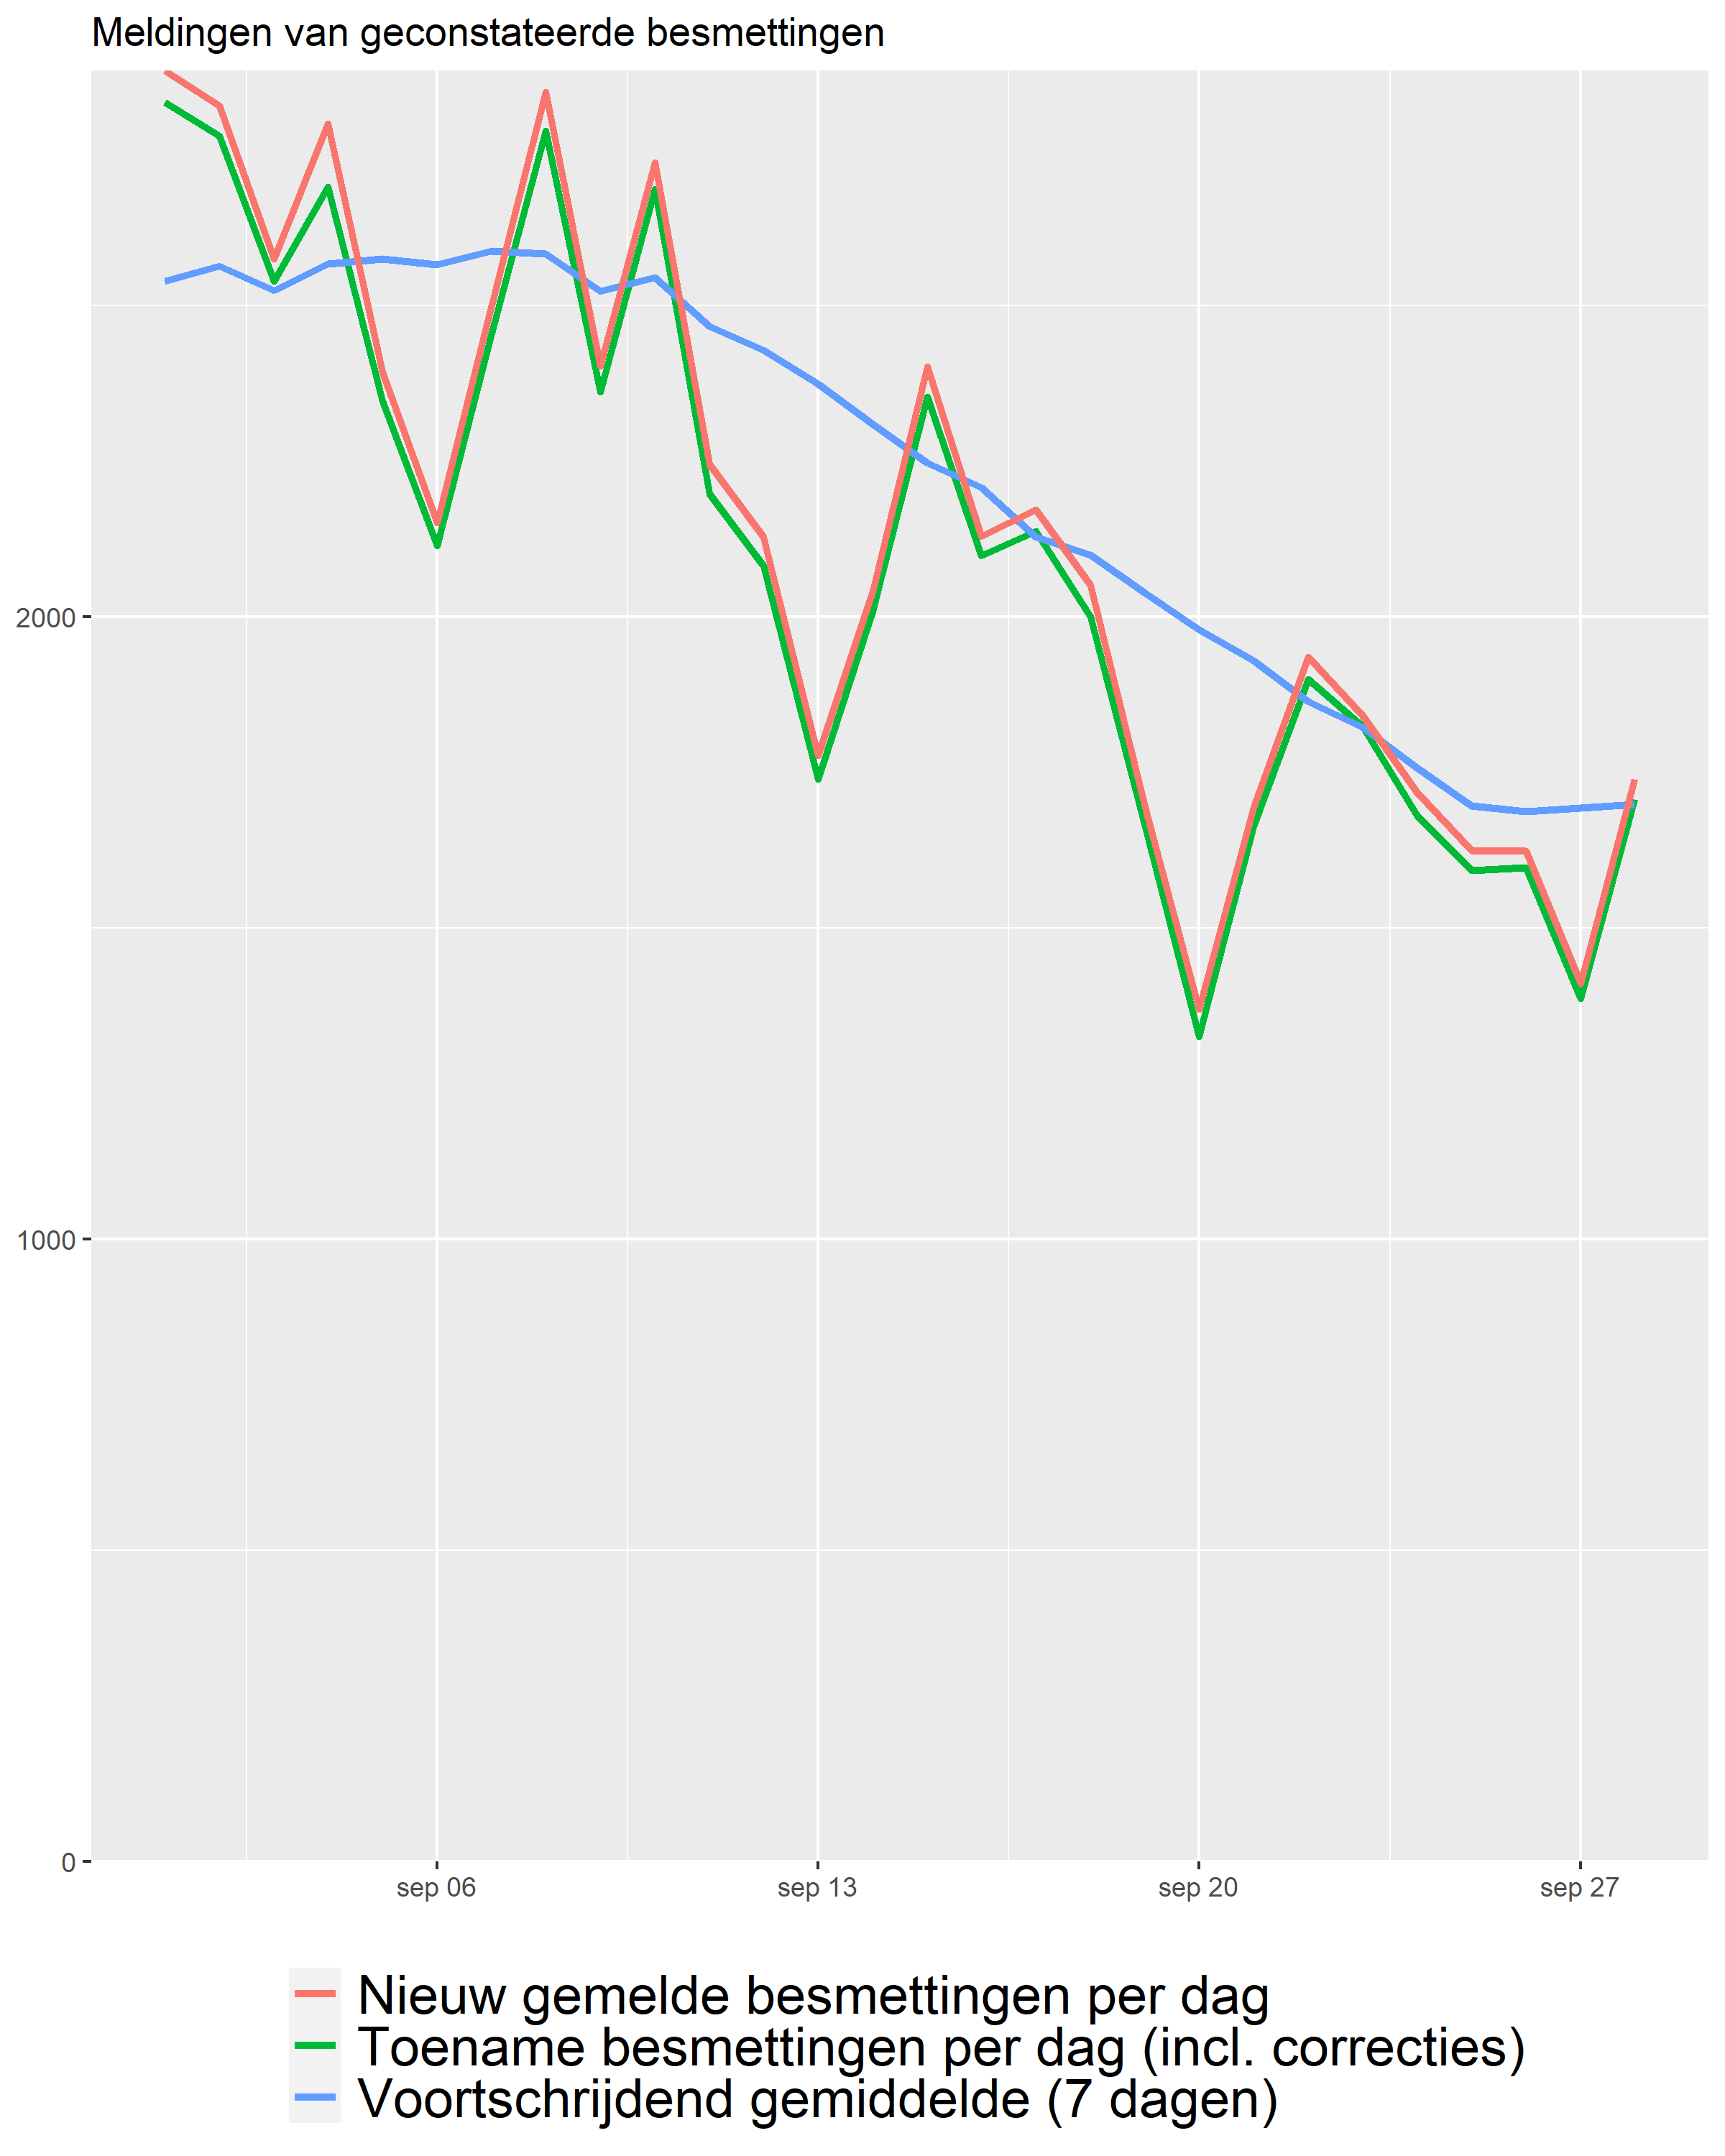 Meldingen van geconstateerde besmettingen
2000
1000
0
sep 06
sep 13
sep 20
sep 27
Nieuw gemelde besmettingen per dag
Toename besmettingen per dag (incl. correcties)
Voortschrijdend gemiddelde (7 dagen)